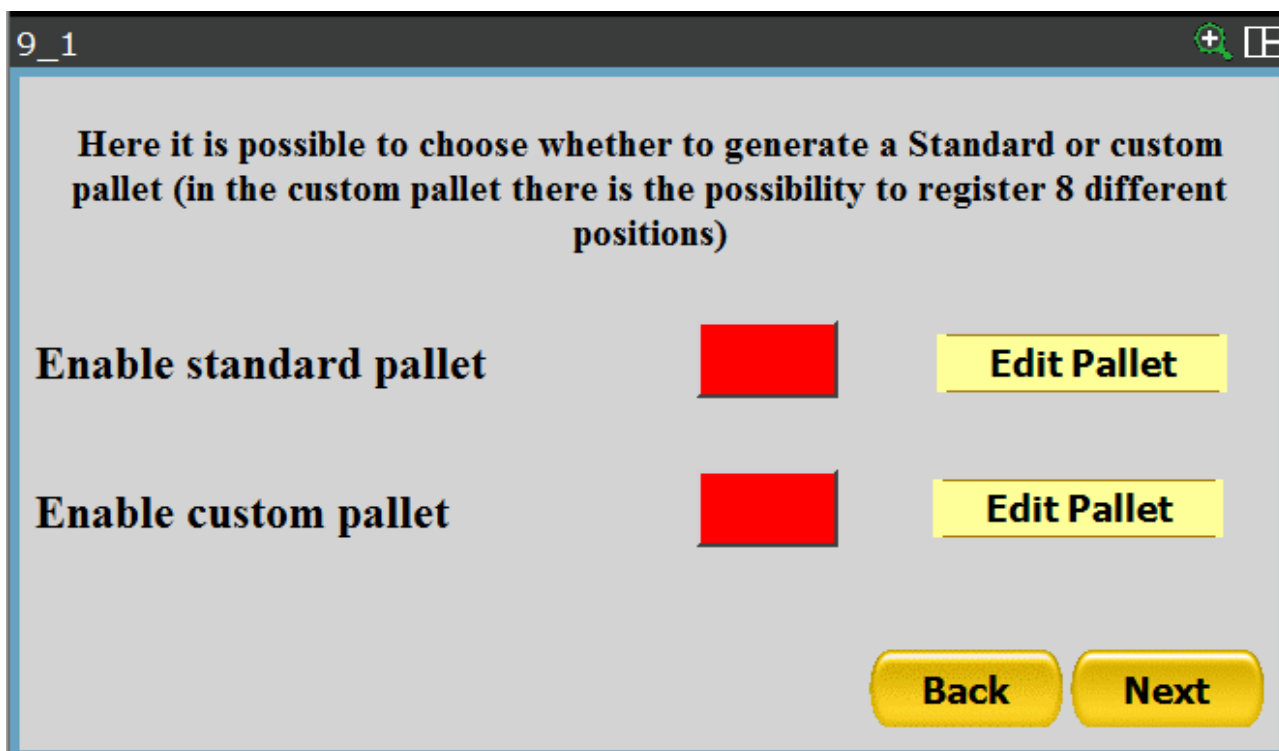 9_1
Here it is possible to choose whether to generate a Standard or custom
pallet (in the custom pallet there is the possibility to register 8 different
positions)
Enable standard pallet
Edit Pallet
Enable custom pallet
Edit Pallet
Back
Next